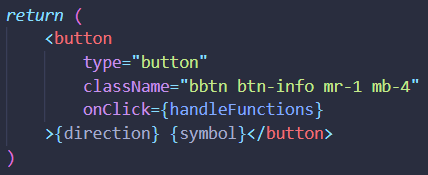 return (
<button
type="button"
className="bbtn btn-info mr-1 mb-4"
onClick={handleFunctions}
>{direction} {symbol}</button>
)